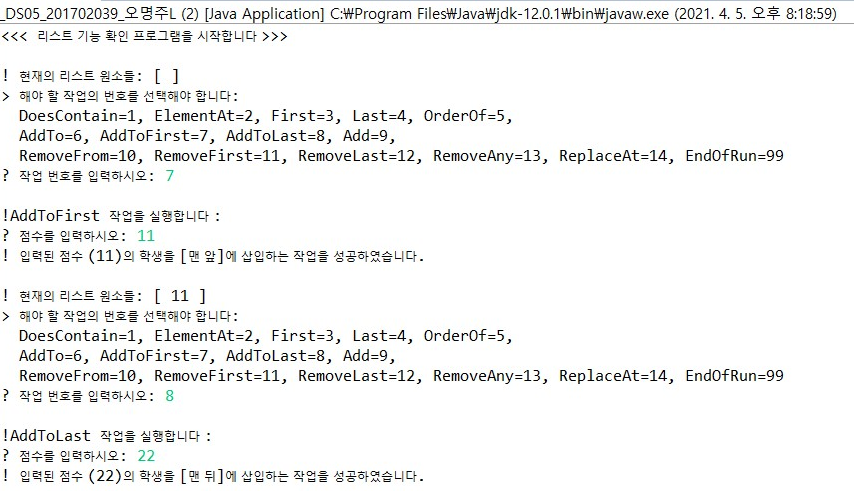 _DS05_201702039_오명주L (2) [Java Application] C:₩Program Files₩Java₩jdk-12.0.1₩bin₩javaw.exe (2021. 4. 5. 오후 8:18:59)
<<< 리스트 기능 확인 프로그램을 시작합니다 >>>
! 현재의 리스트 원소들: [ ]
> 해야 할 작업의 번호를 선택해야 합니다:
DoesContain=1, ElementAt=2, First=3, Last=4, OrderOf=5,
AddTo=6, AddToFirst=7, AddToLast=8, Add=9,
RemoveFrom=10, RemoveFirst=11, RemoveLast=12, RemoveAny=13, ReplaceAt=14, EndOfRun=99
? 작업 번호를 입력하시오: 7
!AddToFirst 작업을 실행합니다 :
? 점수를 입력하시오: 11
! 입력된 점수 (11)의 학생을 [맨 앞]에 삽입하는 작업을 성공하였습니다.
! 현재의 리스트 원소들: [ 11 ]
> 해야 할 작업의 번호를 선택해야 합니다:
DoesContain=1, ElementAt=2, First=3, Last=4, OrderOf=5,
AddTo=6, AddToFirst=7, AddToLast=8, Add=9,
RemoveFrom=10, RemoveFirst=11, RemoveLast=12, RemoveAny=13, ReplaceAt=14, EndOfRun=99
? 작업 번호를 입력하시오: 8
!AddToLast 작업을 실행합니다 :
? 점수를 입력하시오: 22
! 입력된 점수 (22)의 학생을 [맨 뒤]에 삽입하는 작업을 성공하였습니다.